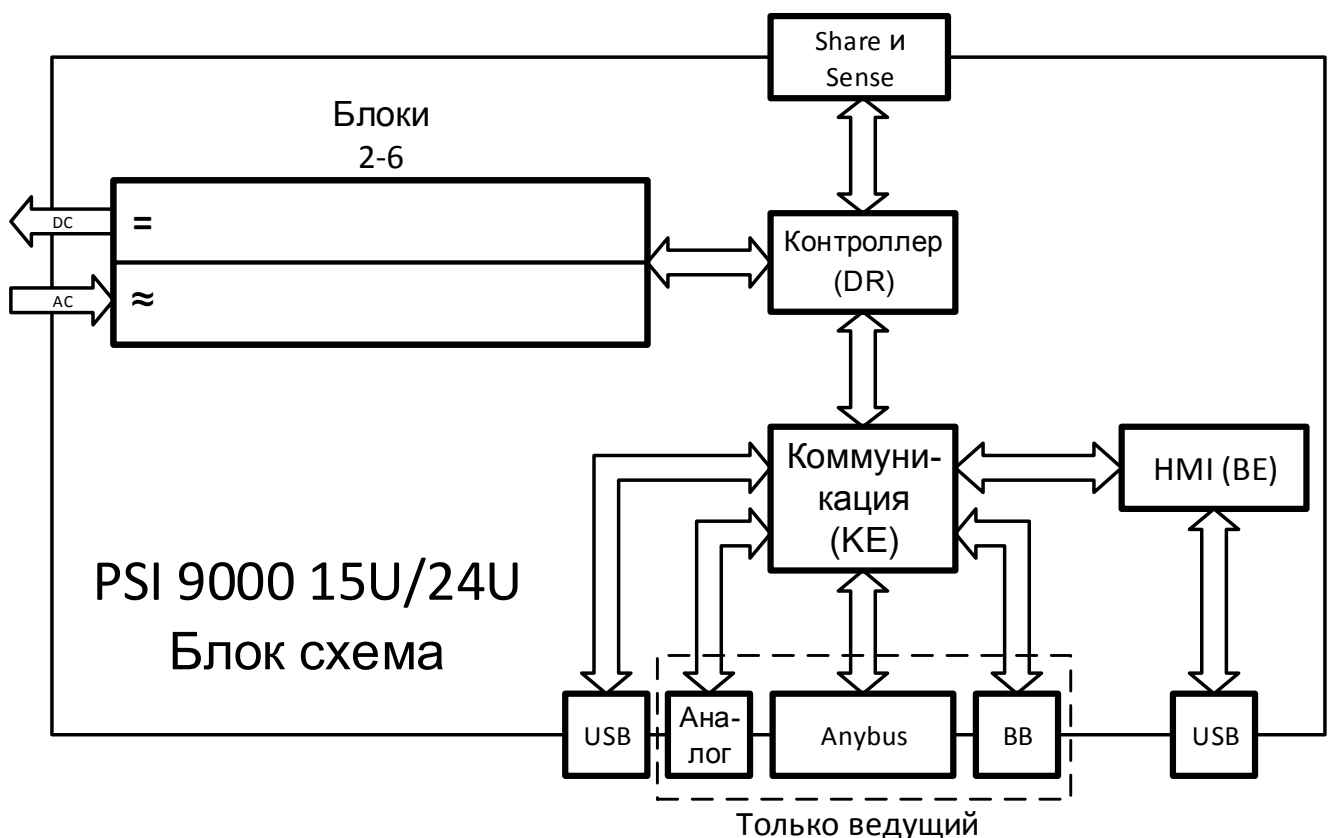 Share и
Sense
Блоки
2-6
DC
=
AC
≈
Контроллер
(DR)
Коммуни-
кация
(KE)
HMI (BE)
PSI 9000 15U/24U
Блок схема
USB
Ана-
лог
Anybus
BB
USB
Только ведущий